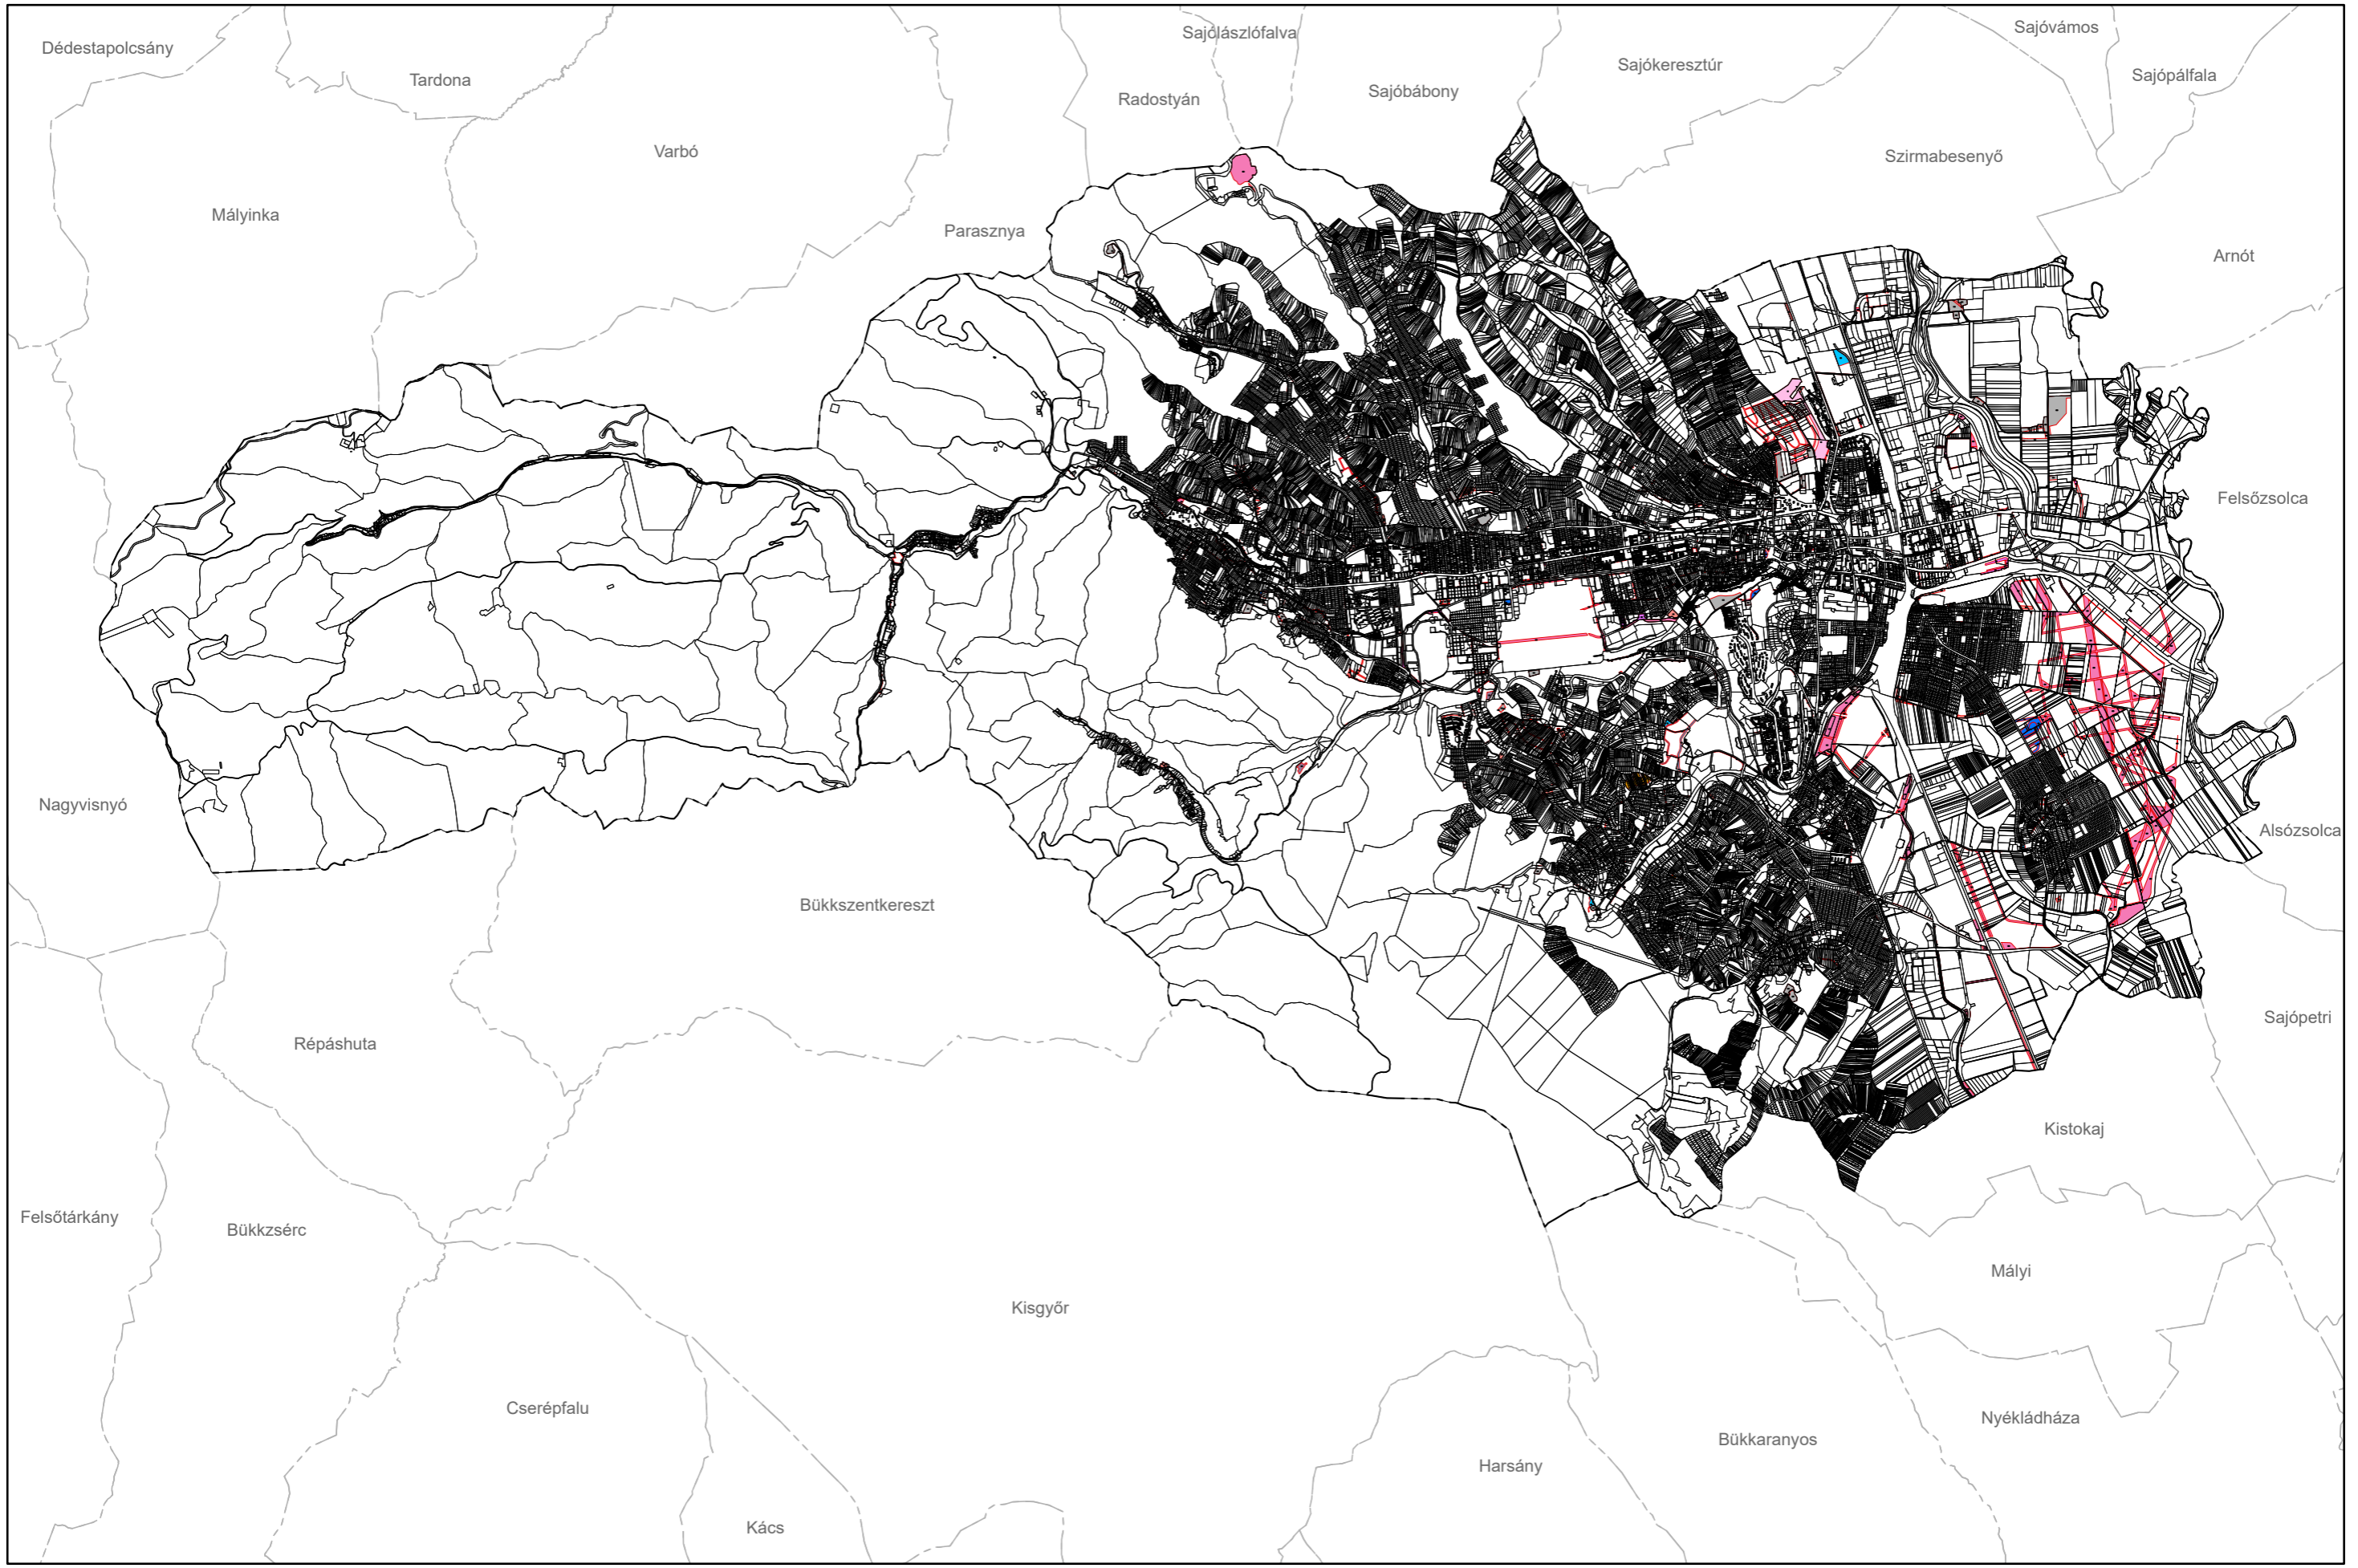 Sajólászlófalva
Sajóvámos
Dédestapolcsány
Sajókeresztúr
Tardona
Sajópálfala
Sajóbábony
Radostyán
Varbó
Szirmabesenyő
Mályinka
Parasznya
Arnót
Felsőzsolca
Nagyvisnyó
Alsózsolca
Bükkszentkereszt
Sajópetri
Répáshuta
Kistokaj
Felsőtárkány
Bükkzsérc
Mályi
Kisgyőr
Cserépfalu
Nyékládháza
Bükkaranyos
Harsány
Kács